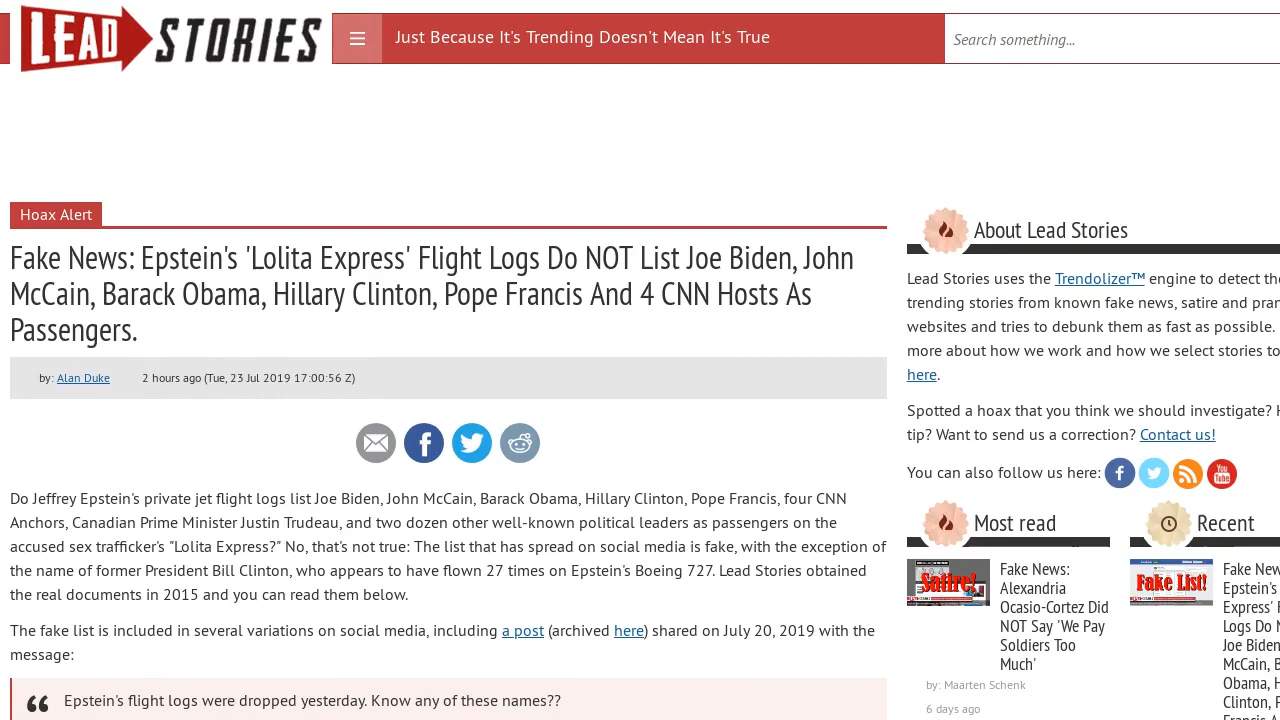 LEAD STORIES
Just Because It's Trending Doesn't Mean It's True
Search something...
Hoax Alert
Fake News: Epstein's 'Lolita Express' Flight Logs Do NOT List Joe Biden, John
McCain, Barack Obama, Hillary Clinton, Pope Francis And 4 CNN Hosts As
Passengers.
by: Alan Duke 2 hours ago (Tue, 23 Jul 2019 17:00:56 Z)
Do Jeffrey Epstein's private jet flight logs list Joe Biden, John McCain, Barack Obama, Hillary Clinton, Pope Francis, four CNN
Anchors, Canadian Prime Minister Justin Trudeau, and two dozen other well-known political leaders as passengers on the
accused sex trafficker's "Lolita Express?" No, that's not true: The list that has spread on social media is fake, with the exception of
the name of former President Bill Clinton, who appears to have flown 27 times on Epstein's Boeing 727. Lead Stories obtained
the real documents in 2015 and you can read them below.
The fake list is included in several variations on social media, including a post (archived here) shared on July 20, 2019 with the
message:
Epstein's flight logs were dropped yesterday. Know any of these names??
About Lead Stories
Lead Stories uses the Trendolizer™ engine to detect the
trending stories from known fake news, satire and pran
websites and tries to debunk them as fast as possible.
more about how we work and how we select stories to
here.
Spotted a hoax that you think we should investigate? H
tip? Want to send us a correction? Contact us!
You can also follow us here:
You
Tube
Most read
Satire!
Fake News:
Alexandria
Ocasio-Cortez Did
NOT Say 'We Pay
Soldiers Too
Much'
by: Maarten Schenk
6 days ago
Recent
Fake List!
Fake New
Epstein's
Express' F
Logs Do N
Joe Biden
McCain, B
Obama, H
Clinton, P
Francis A